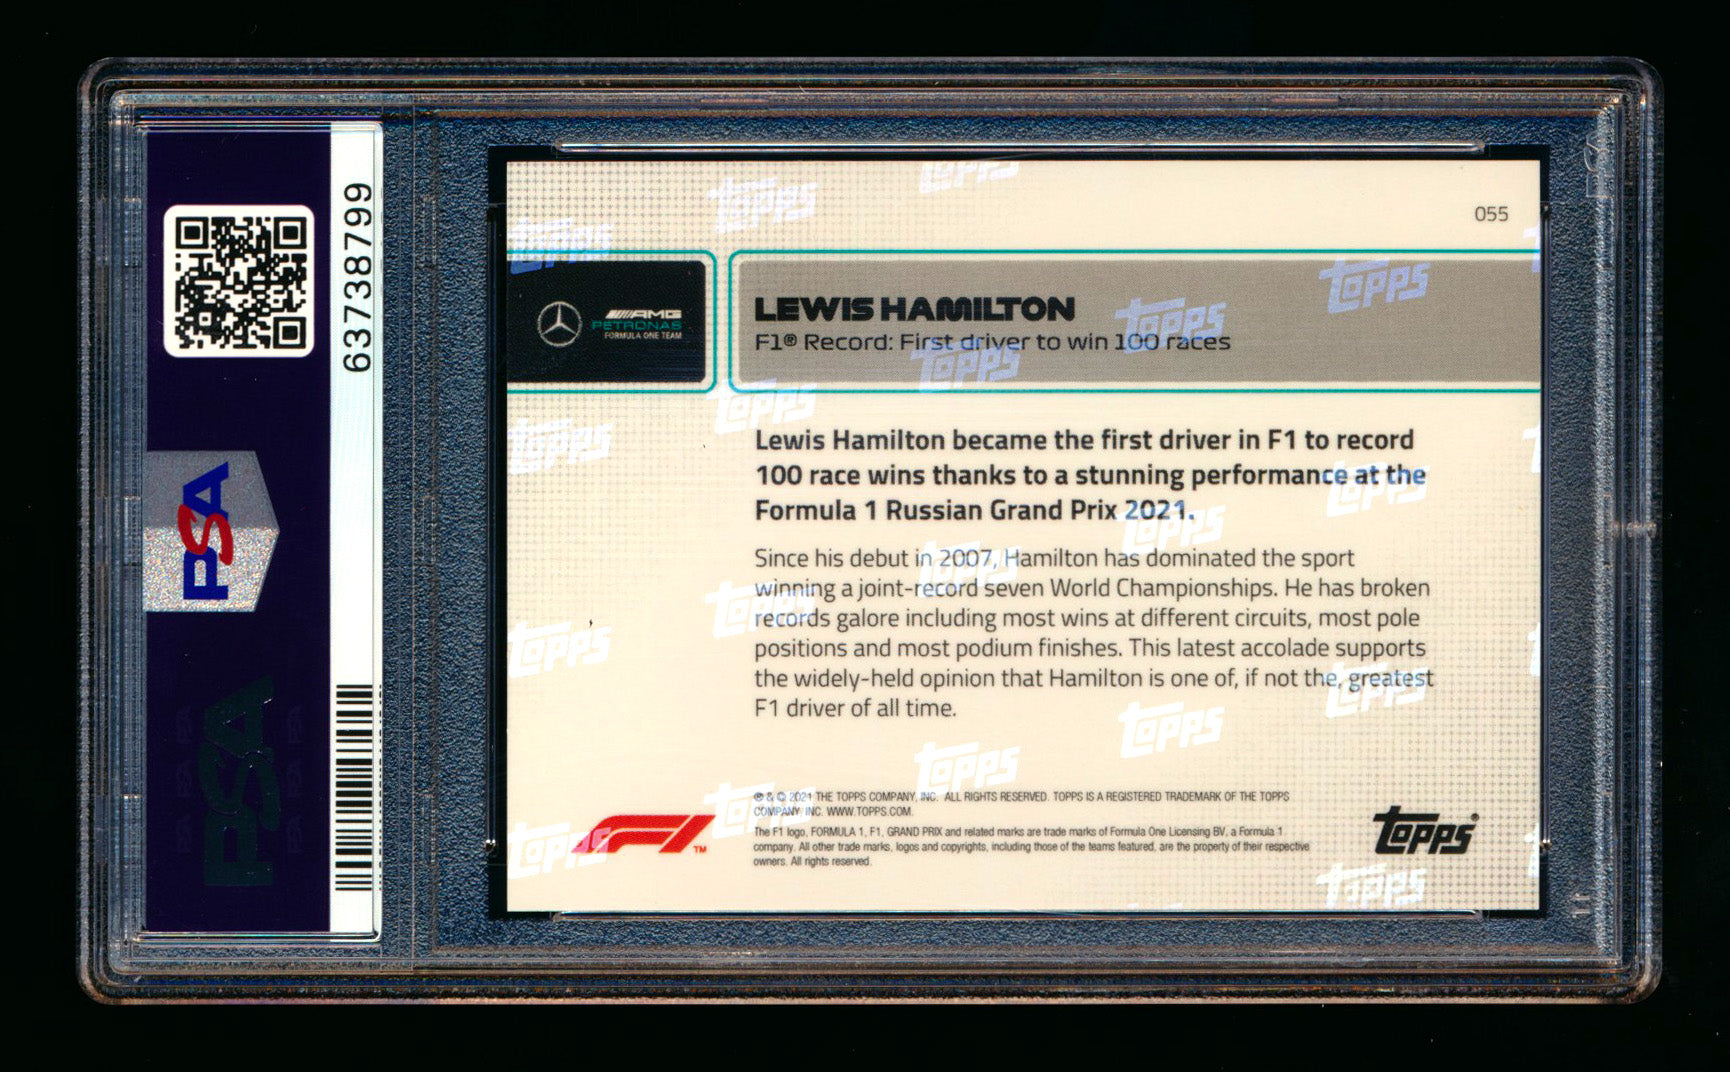 63738799
PSA
PSA
055
AMG
PETRONAS
FORMULA ONE TEAM
LEWIS HAMILTON
F1® Record: First driver to win 100 races
Lewis Hamilton became the first driver in F1 to record
100 race wins thanks to a stunning performance at the
Formula 1 Russian Grand Prix 2021.
Since his debut in 2007, Hamilton has dominated the sport
winning a joint-record seven World Championships. He has broken
records galore including most wins at different circuits, most pole
positions and most podium finishes. This latest accolade supports
the widely-held opinion that Hamilton is one of, if not the, greatest
F1 driver of all time.
℗ & © 2021 THE TOPPS COMPANY, INC. ALL RIGHTS RESERVED. TOPPS IS A REGISTERED TRADEMARK OF THE TOPPS
COMPANY, INC. WWW.TOPPS.COM.
The F1 logo, FORMULA 1, F1, GRAND PRIX and related marks are trade marks of Formula One Licensing BV, a Formula 1
company. All other trade marks, logos and copyrights, including those of the teams featured, are the property of their respective
owners. All rights reserved.
F1™
Topps®